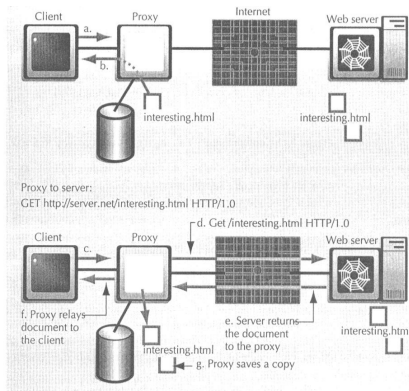 Client
Proxy
Internet
Web server
a.
b.
interesting.html
interesting.html
Proxy to server:
GET http://server.net/interesting.html HTTP/1.0
d. Get /interesting.html HTTP/1.0
Client
Proxy
Web server
c.
f. Proxy relays
document to
the client
e. Server returns
the document
to the proxy
interesting.htm
interesting.html
g. Proxy saves a copy